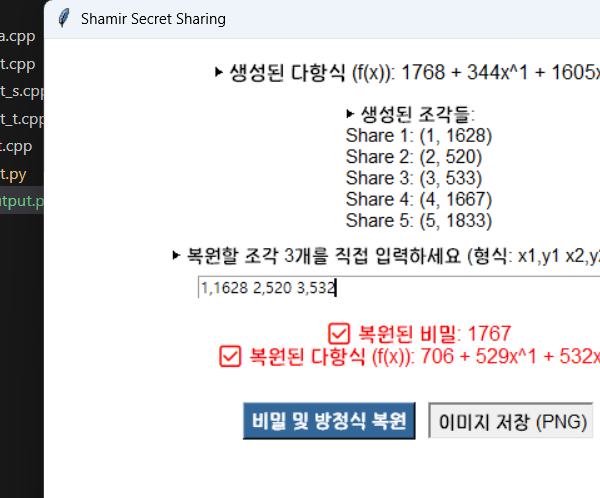 Shamir Secret Sharing
a.cpp
t.cpp
t_s.cpp
t_t.cpp
t.cpp
t.py
utput.p
▶ 생성된 다항식 (f(x)): 1768 + 344x^1 + 1605x
▶ 생성된 조각들:
Share 1: (1, 1628)
Share 2: (2, 520)
Share 3: (3, 533)
Share 4: (4, 1667)
Share 5: (5, 1833)
▶ 복원할 조각 3개를 직접 입력하세요 (형식: x1,y1 x2,y2
1,1628 2,520 3,532
☑ 복원된 비밀: 1767
☑ 복원된 다항식 (f(x)): 706 + 529x^1 + 532x
비밀 및 방정식 복원
이미지 저장 (PNG)